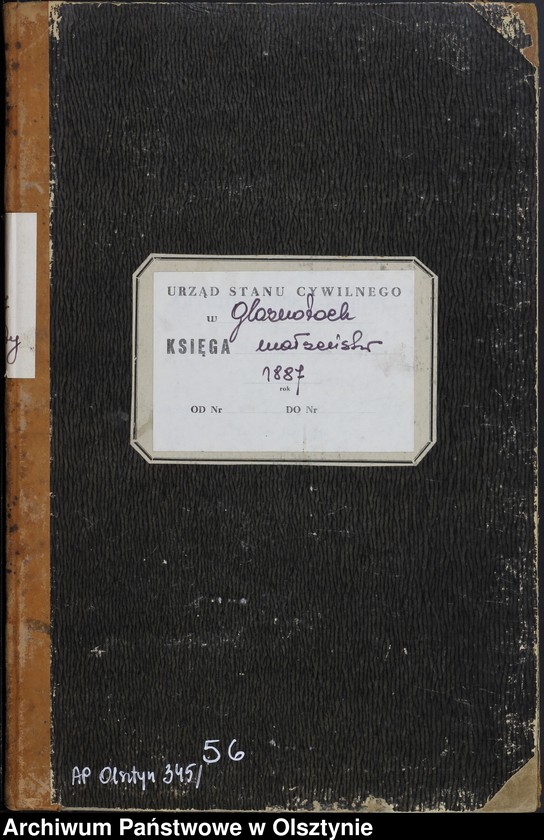 URZĄD STANU CYWILNEGO
w Glaznotach
KSIĘGA małżeństw
1887
rok
OD Nr DO Nr
AP Olsztyn 345/56
Archiwum Państwowe w Olsztynie